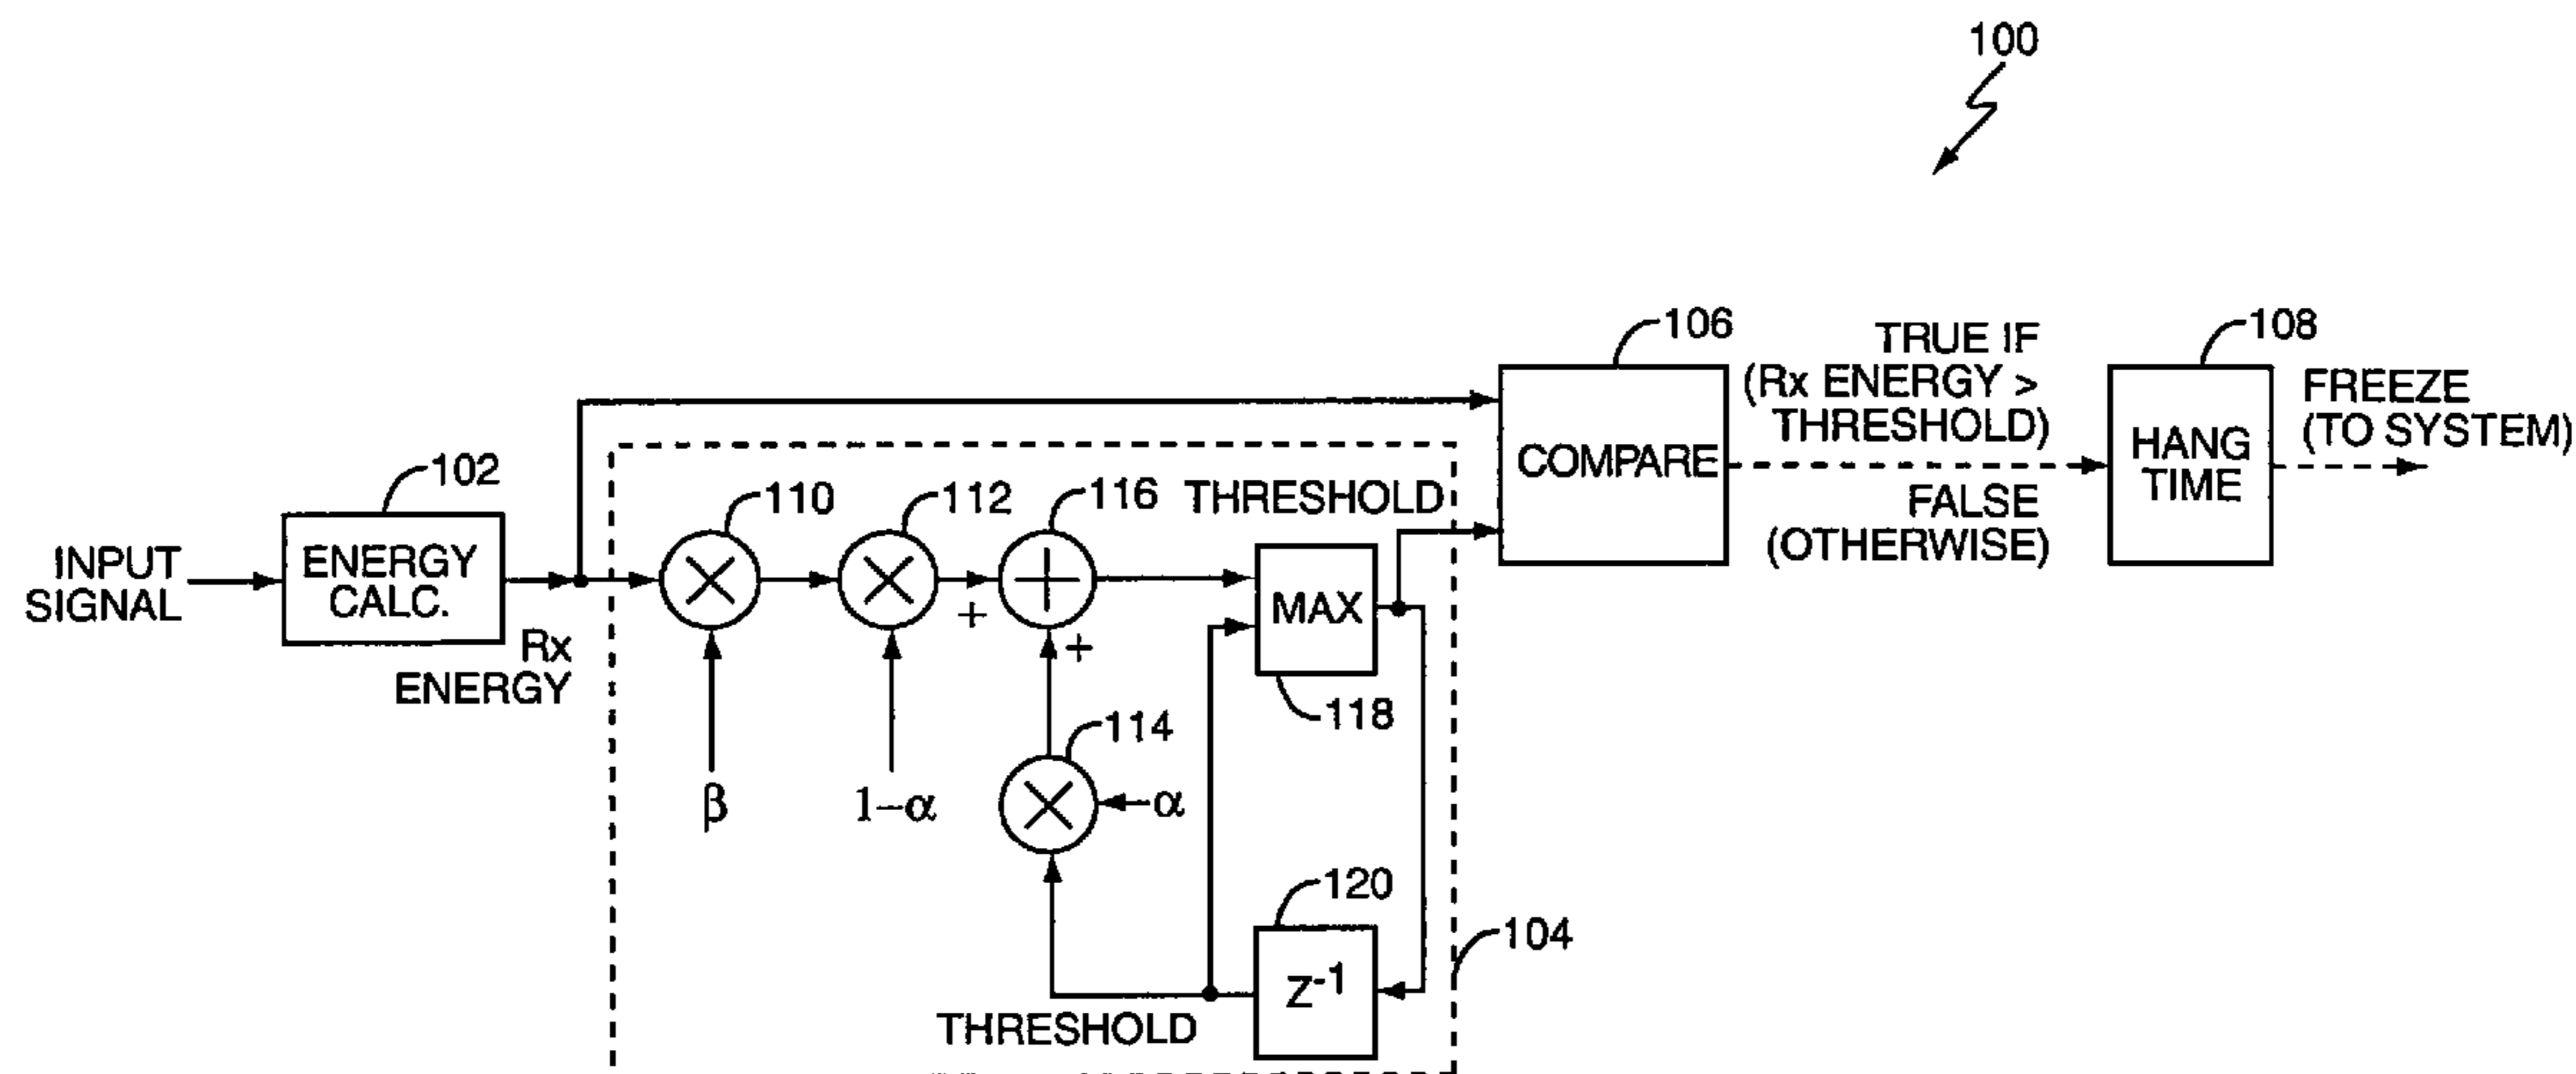 100
106
TRUE IF
(Rx ENERGY >
THRESHOLD)
108
FREEZE
(TO SYSTEM)
COMPARE
HANG
TIME
FALSE
(OTHERWISE)
102
110
112
116
THRESHOLD
INPUT
SIGNAL
ENERGY
CALC.
Rx
ENERGY
+
+
MAX
118
114
β
1-α
α
120
104
Z⁻¹
THRESHOLD